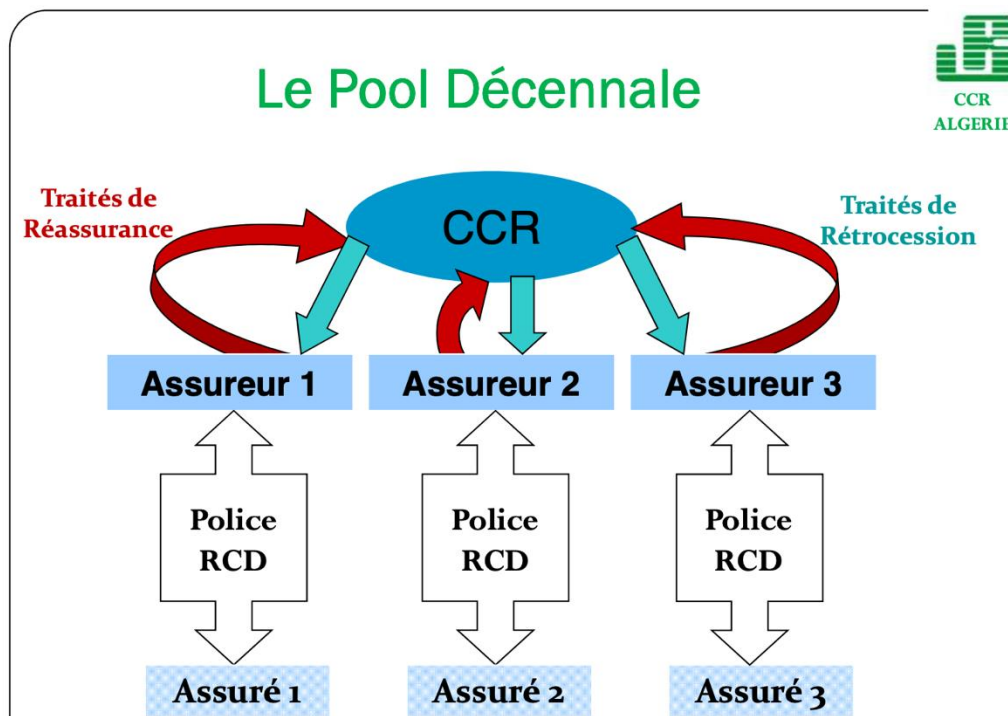 Le Pool Décennale
CCR
ALGERIE
Traités de
Réassurance
CCR
Traités de
Rétrocession
Assureur 1
Assureur 2
Assureur 3
Police
RCD
Police
RCD
Police
RCD
Assuré 1
Assuré 2
Assuré 3